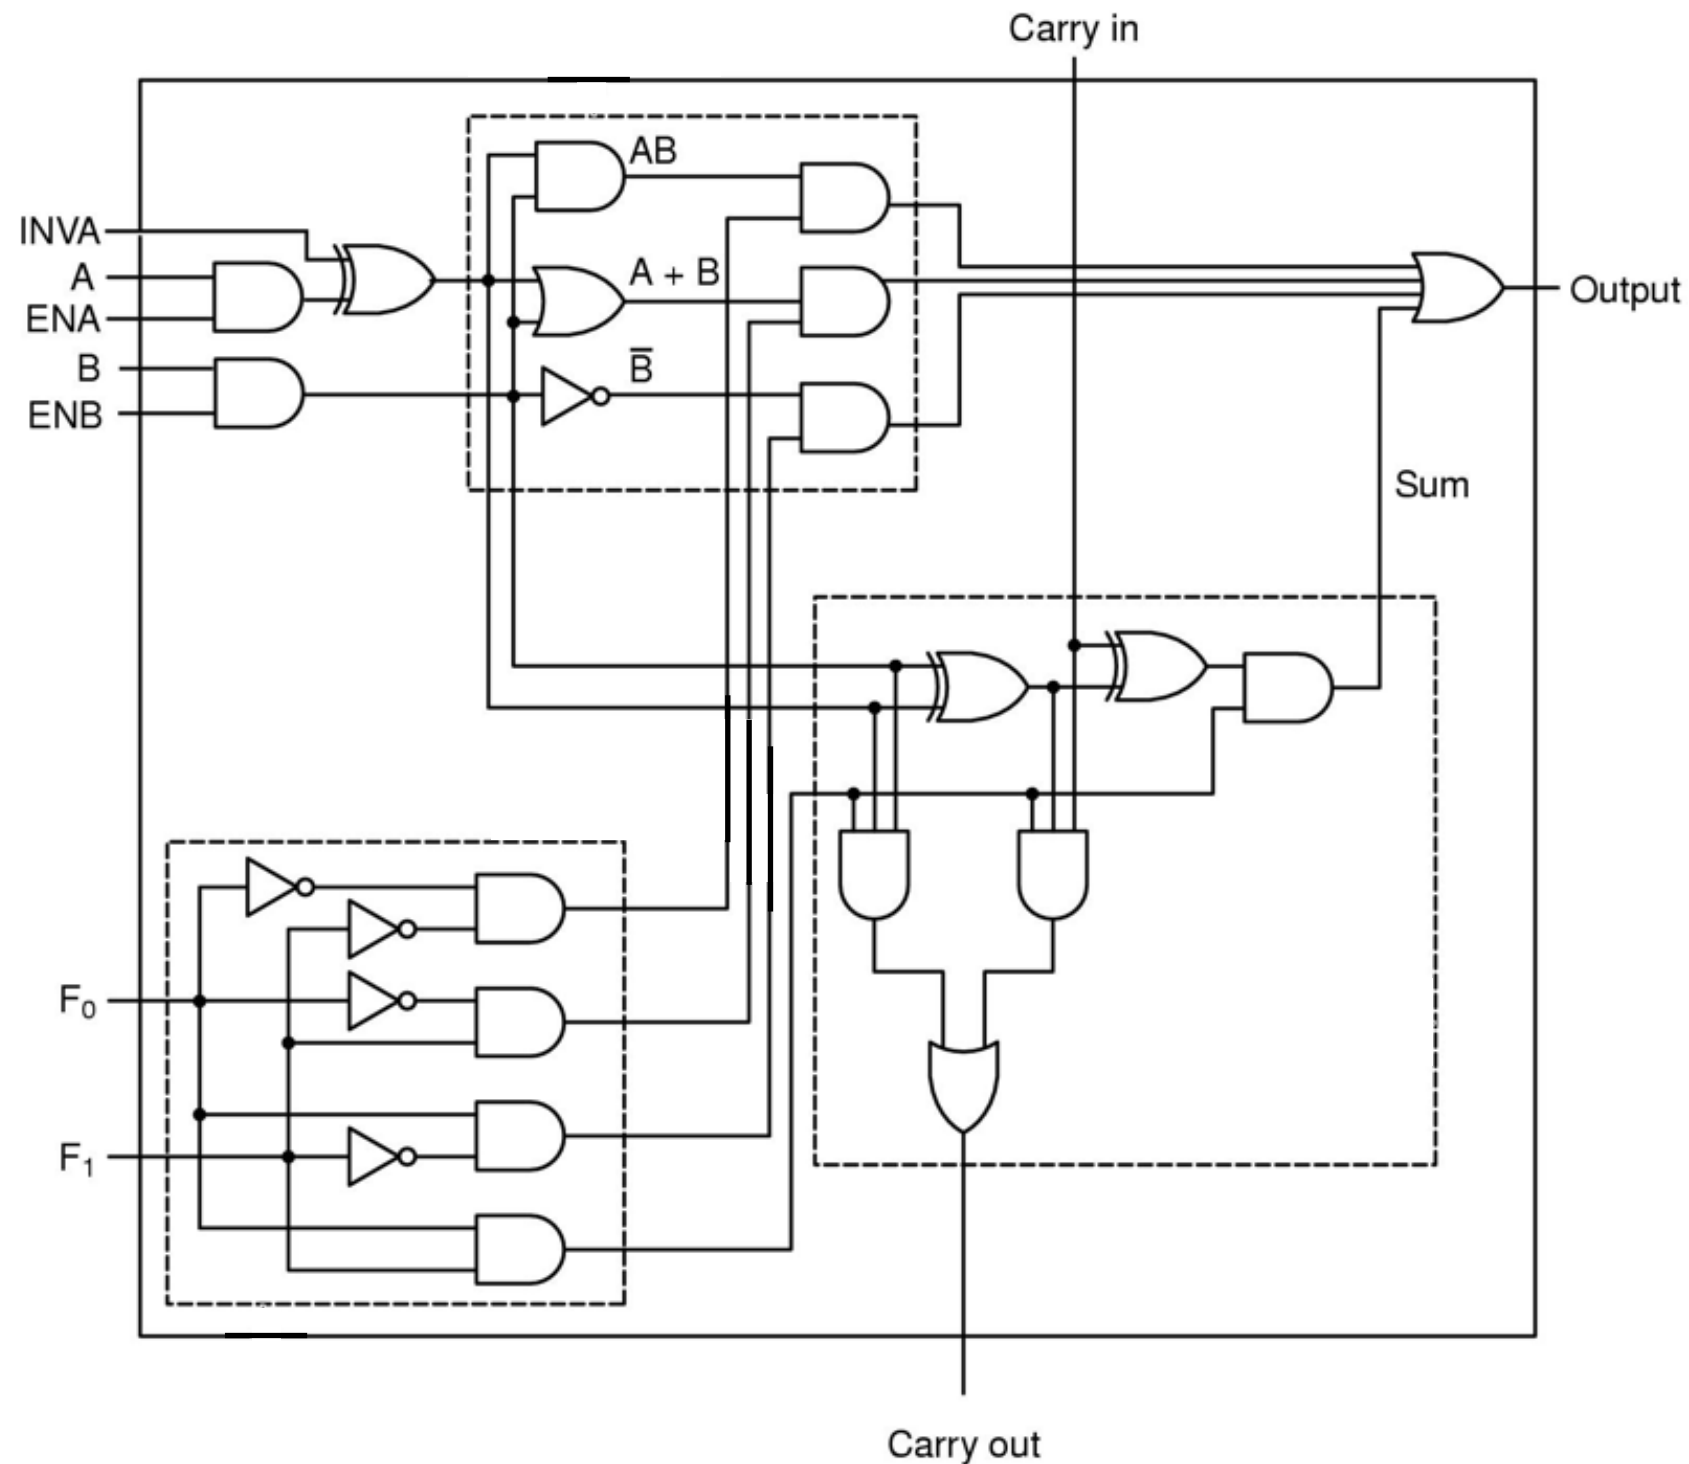 Carry in
AB
INVA
A
A + B
Output
ENA
B
B̅
ENB
Sum
F₀
F₁
Carry out